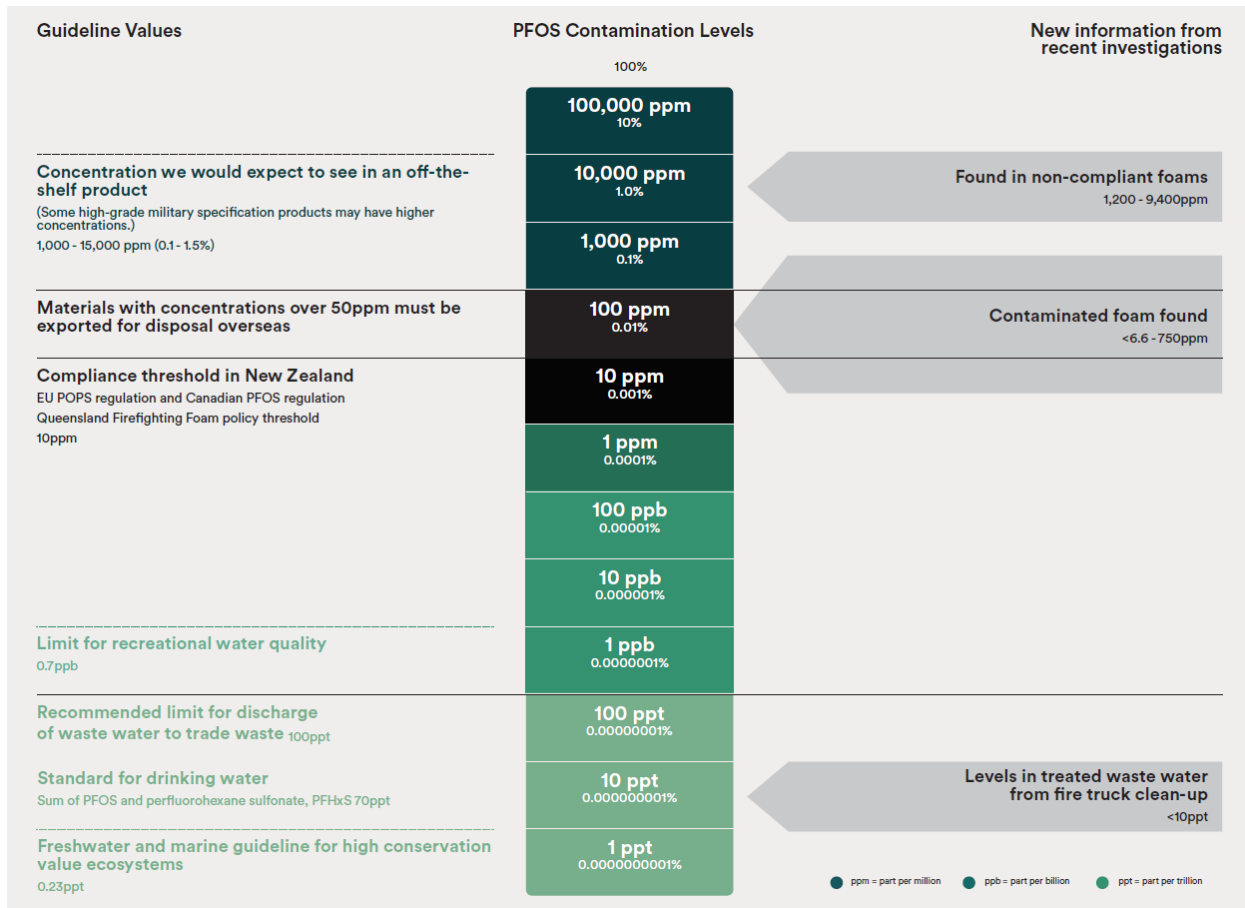 Guideline Values
PFOS Contamination Levels
New information from
recent investigations
100%
100,000 ppm
10%
Concentration we would expect to see in an off-the-
shelf product
(Some high-grade military specification products may have higher
concentrations.)
1,000 - 15,000 ppm (0.1 - 1.5%)
10,000 ppm
1.0%
Found in non-compliant foams
1,200 - 9,400ppm
1,000 ppm
0.1%
Materials with concentrations over 50ppm must be
exported for disposal overseas
100 ppm
0.01%
Contaminated foam found
<6.6 - 750ppm
Compliance threshold in New Zealand
EU POPS regulation and Canadian PFOS regulation
Queensland Firefighting Foam policy threshold
10ppm
10 ppm
0.001%
1 ppm
0.0001%
100 ppb
0.00001%
10 ppb
0.000001%
Limit for recreational water quality
0.7ppb
1 ppb
0.0000001%
Recommended limit for discharge
of waste water to trade waste 100ppt
100 ppt
0.00000001%
Standard for drinking water
Sum of PFOS and perfluorohexane sulfonate, PFHxS 70ppt
10 ppt
0.000000001%
Levels in treated waste water
from fire truck clean-up
<10ppt
Freshwater and marine guideline for high conservation
value ecosystems
0.23ppt
1 ppt
0.0000000001%
ppm = part per million
ppb = part per billion
ppt = part per trillion